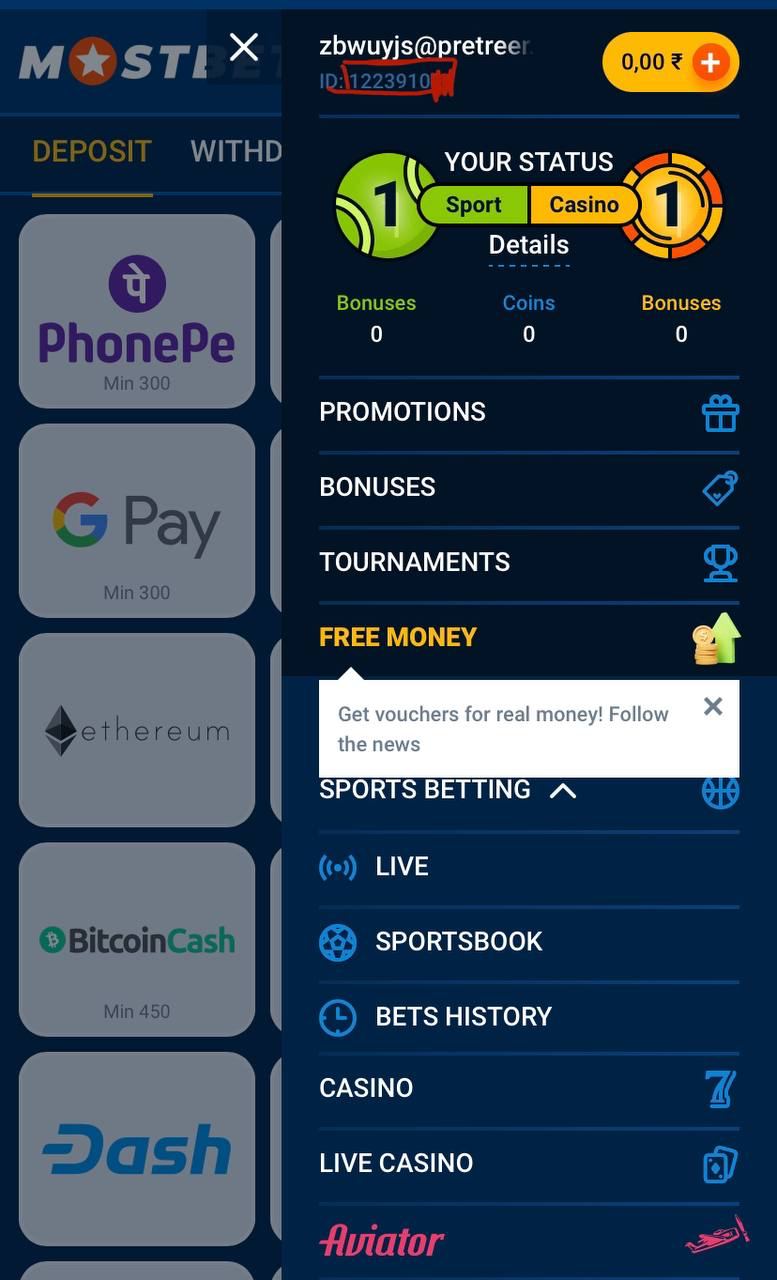 zbwuyjs@pretreer
ID: 1223910
0,00 ₹
MOSTBET
DEPOSIT WITHD
YOUR STATUS
1 Sport Casino 1
Details
Bonuses Coins Bonuses
0 0 0
पे
PhonePe
Min 300
PROMOTIONS
G Pay
Min 300
BONUSES
TOURNAMENTS
FREE MONEY
Get vouchers for real money! Follow
the news
ethereum
SPORTS BETTING
LIVE
BitcoinCash
Min 450
SPORTSBOOK
BETS HISTORY
CASINO
7
Dash
LIVE CASINO
Aviator